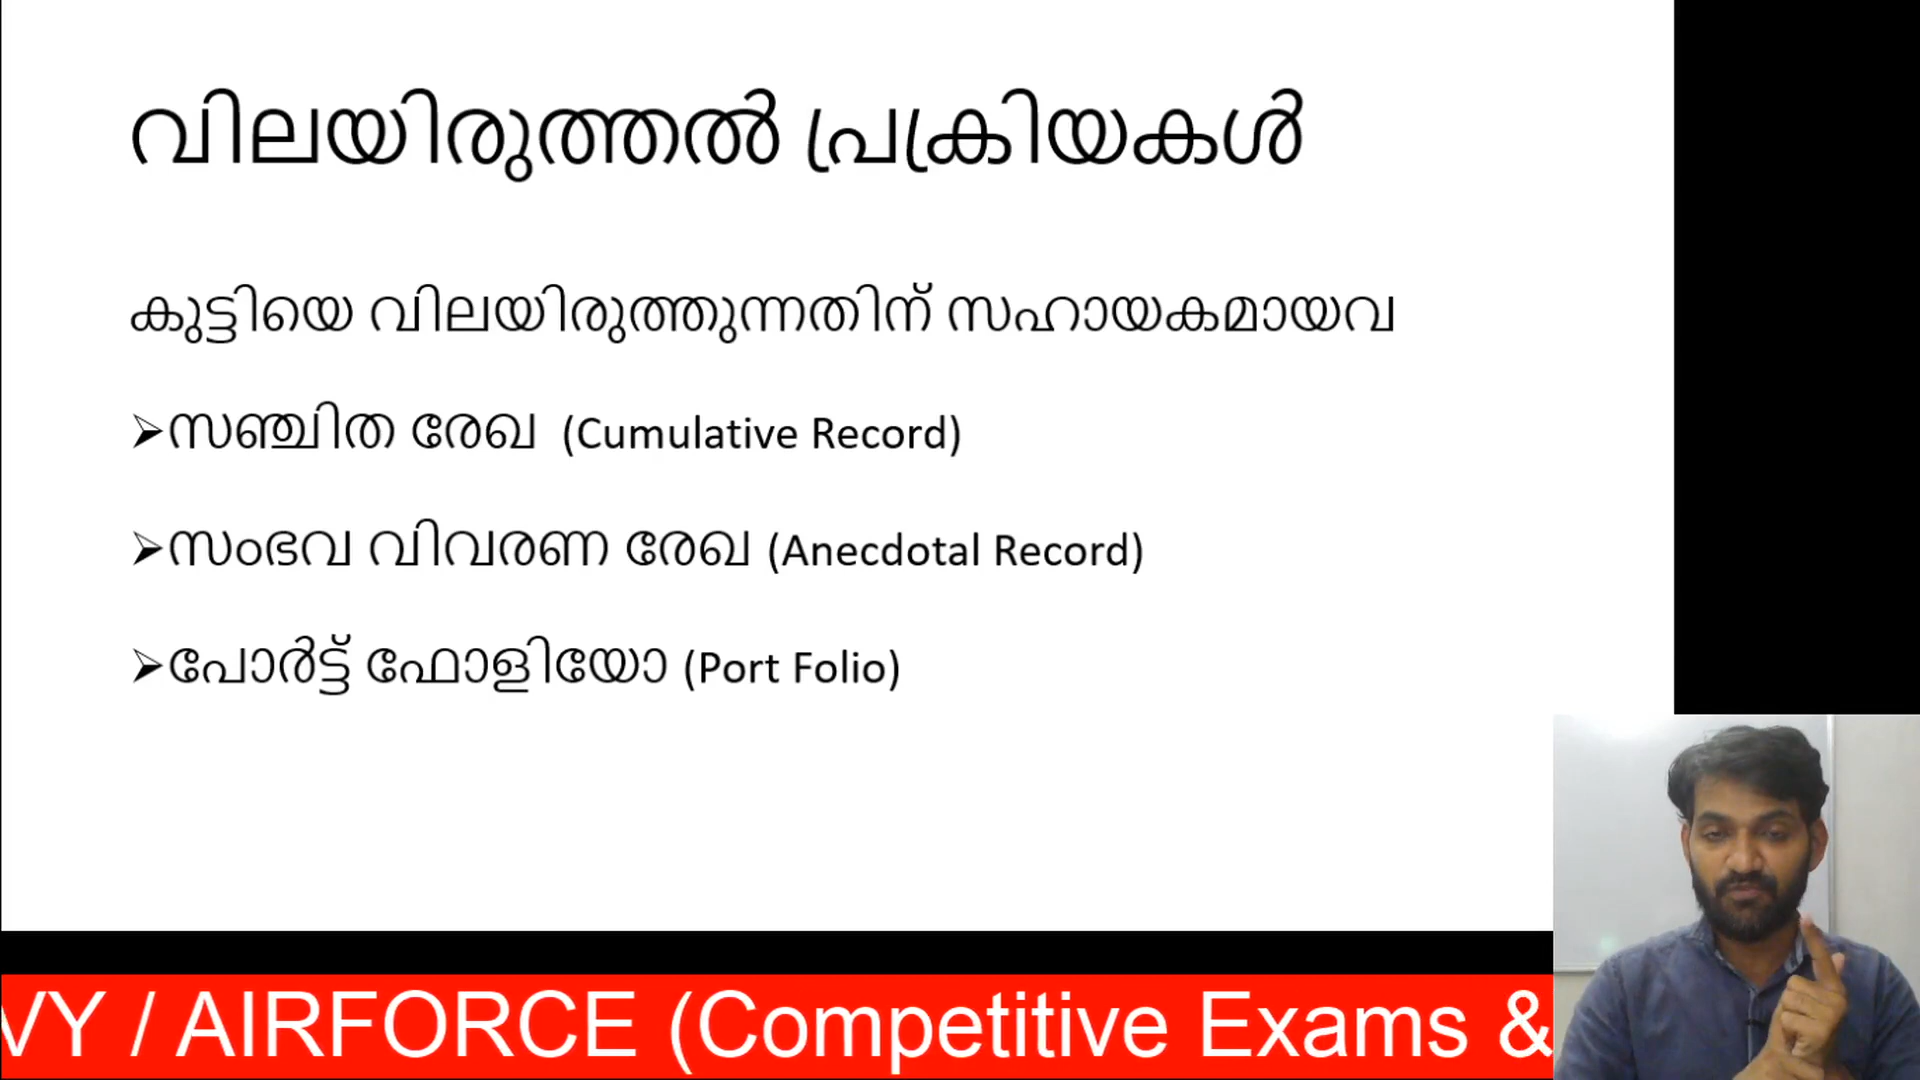 വിലയിരുത്തൽ പ്രക്രിയകൾ
കുട്ടിയെ വിലയിരുത്തുന്നതിന് സഹായകമായവ
➢സഞ്ചിത രേഖ (Cumulative Record)
➢സംഭവ വിവരണ രേഖ (Anecdotal Record)
➢പോർട്ട് ഫോളിയോ (Port Folio)
VY / AIRFORCE (Competitive Exams &